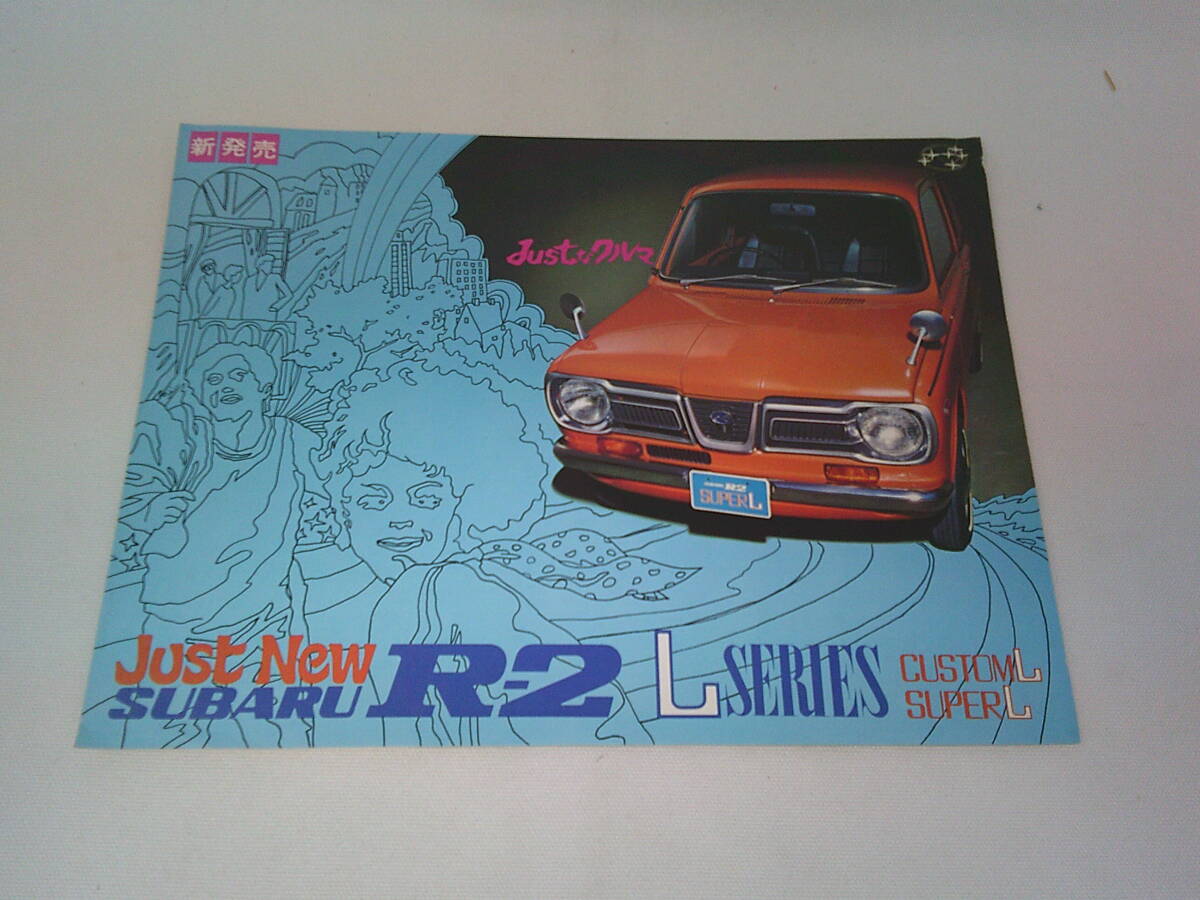 新発売
Justなクルマ
SUBARU R-2
SUPER L
Just New
SUBARU R-2 L SERIES
CUSTOM L
SUPER L